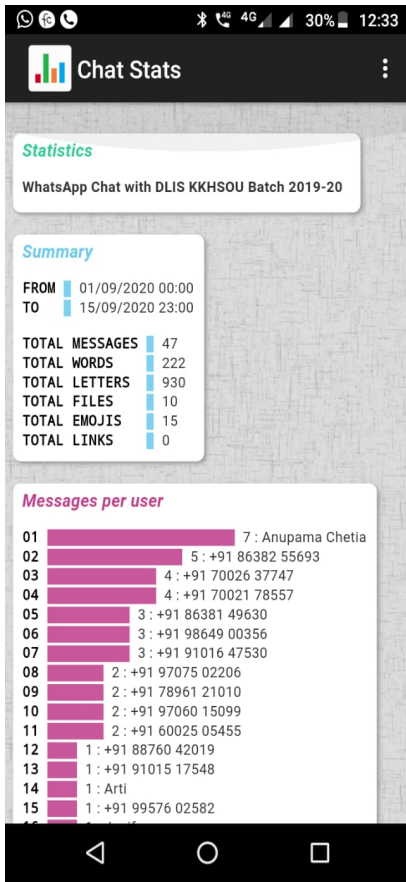 fc 4G 4G 30% 12:33
Chat Stats
Statistics
WhatsApp Chat with DLIS KKHSOU Batch 2019-20
Summary
FROM 01/09/2020 00:00
TO 15/09/2020 23:00
TOTAL MESSAGES 47
TOTAL WORDS 222
TOTAL LETTERS 930
TOTAL FILES 10
TOTAL EMOJIS 15
TOTAL LINKS 0
Messages per user
01 7 : Anupama Chetia
02 5 : +91 86382 55693
03 4 : +91 70026 37747
04 4 : +91 70021 78557
05 3 : +91 86381 49630
06 3 : +91 98649 00356
07 3 : +91 91016 47530
08 2 : +91 97075 02206
09 2 : +91 78961 21010
10 2 : +91 97060 15099
11 2 : +91 60025 05455
12 1 : +91 88760 42019
13 1 : +91 91015 17548
14 1 : Arti
15 1 : +91 99576 02582